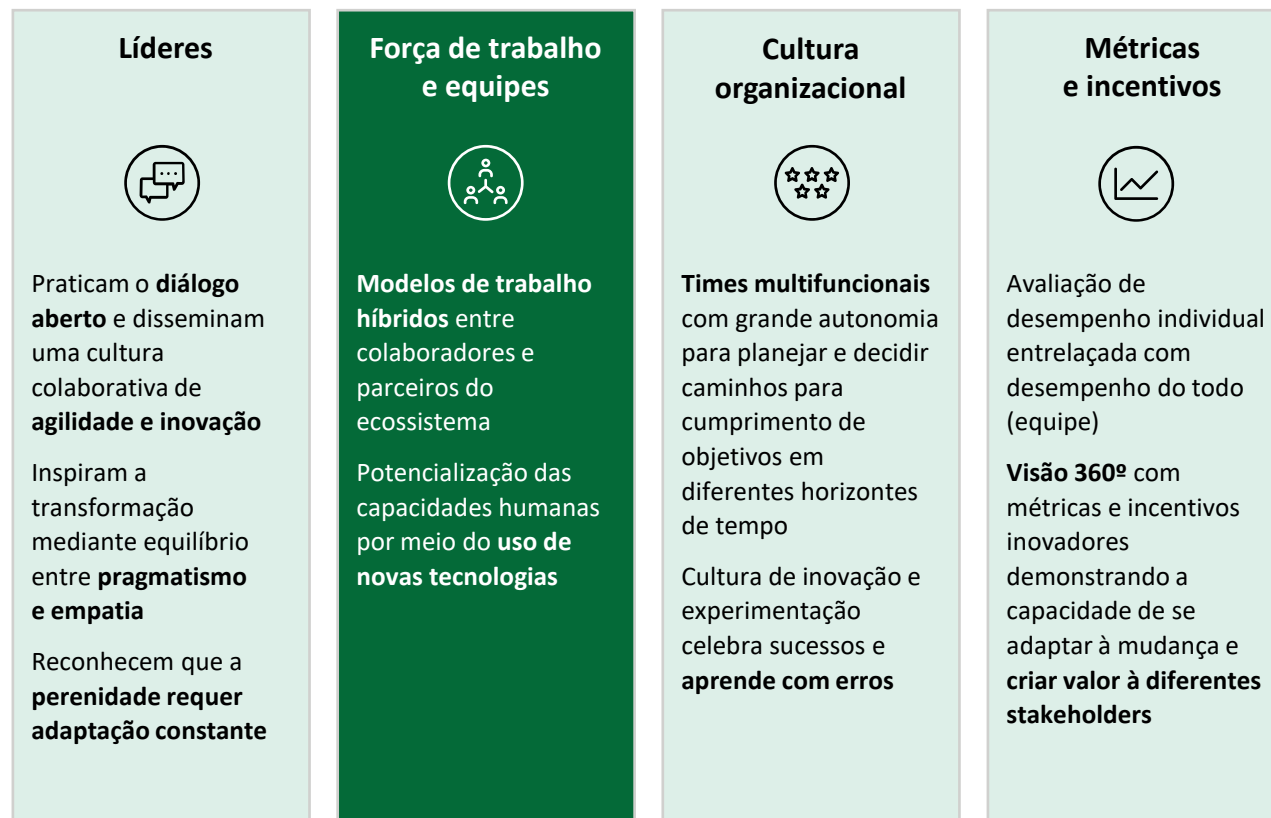 Líderes
Praticam o diálogo
aberto e disseminam
uma cultura
colaborativa de
agilidade e inovação
Inspiram a
transformação
mediante equilíbrio
entre pragmatismo
e empatia
Reconhecem que a
perenidade requer
adaptação constante
Força de trabalho
e equipes
Modelos de trabalho
híbridos entre
colaboradores e
parceiros do
ecossistema
Potencialização das
capacidades humanas
por meio do uso de
novas tecnologias
Cultura
organizacional
Times multifuncionais
com grande autonomia
para planejar e decidir
caminhos para
cumprimento de
objetivos em
diferentes horizontes
de tempo
Cultura de inovação e
experimentação
celebra sucessos e
aprende com erros
Métricas
e incentivos
Avaliação de
desempenho individual
entrelaçada com
desempenho do todo
(equipe)
Visão 360º com
métricas e incentivos
inovadores
demonstrando a
capacidade de se
adaptar à mudança e
criar valor à diferentes
stakeholders